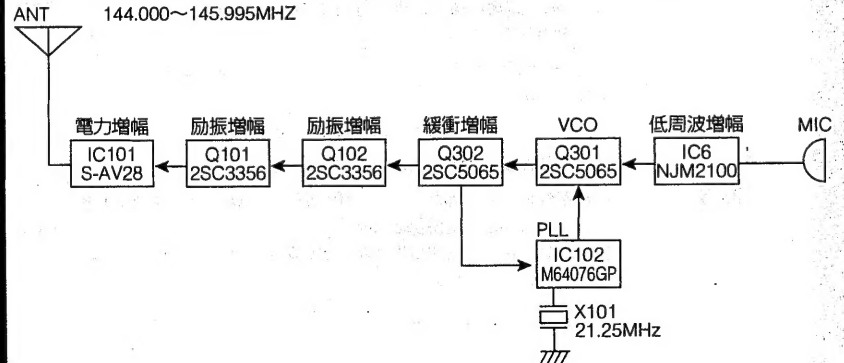 ANT 144.000～145.995MHZ
電力増幅 励振増幅 励振増幅 緩衝増幅 VCO 低周波増幅 MIC
IC101 Q101 Q102 Q302 Q301 IC6
S-AV28 2SC3356 2SC3356 2SC5065 2SC5065 NJM2100
PLL
IC102
M64076GP
X101
21.25MHz